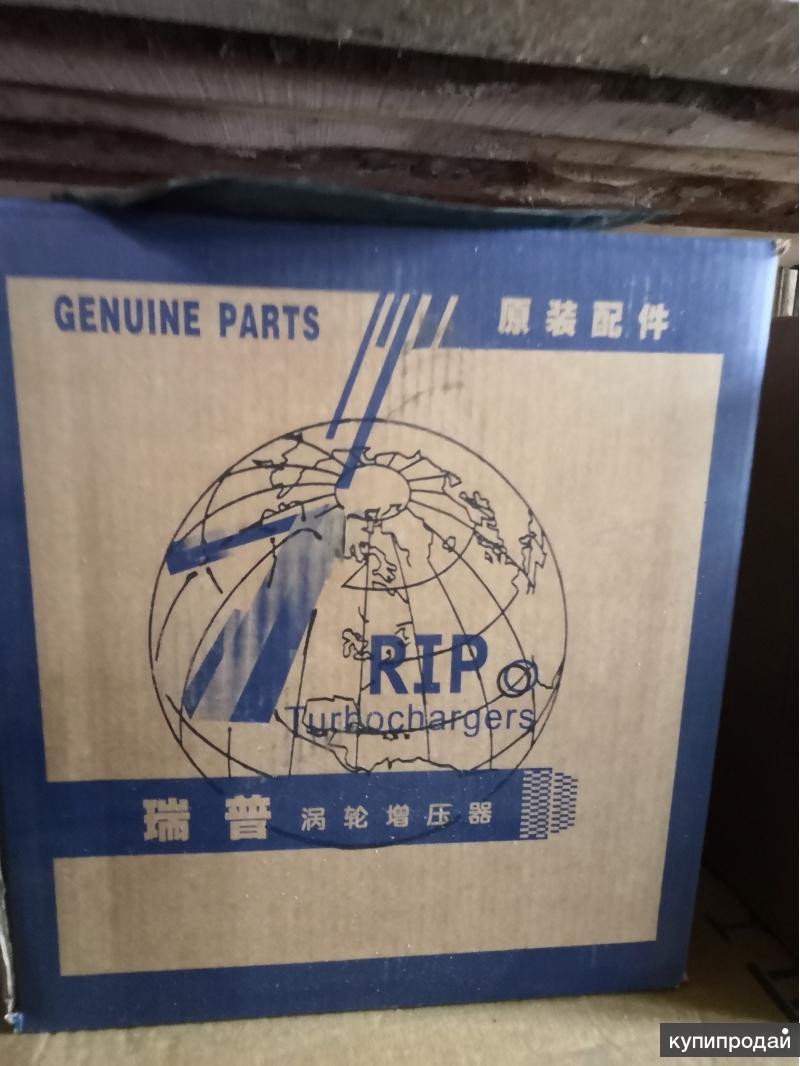 GENUINE PARTS
原装配件
RIP
Turbochargers
瑞普 涡轮增压器
купипродай